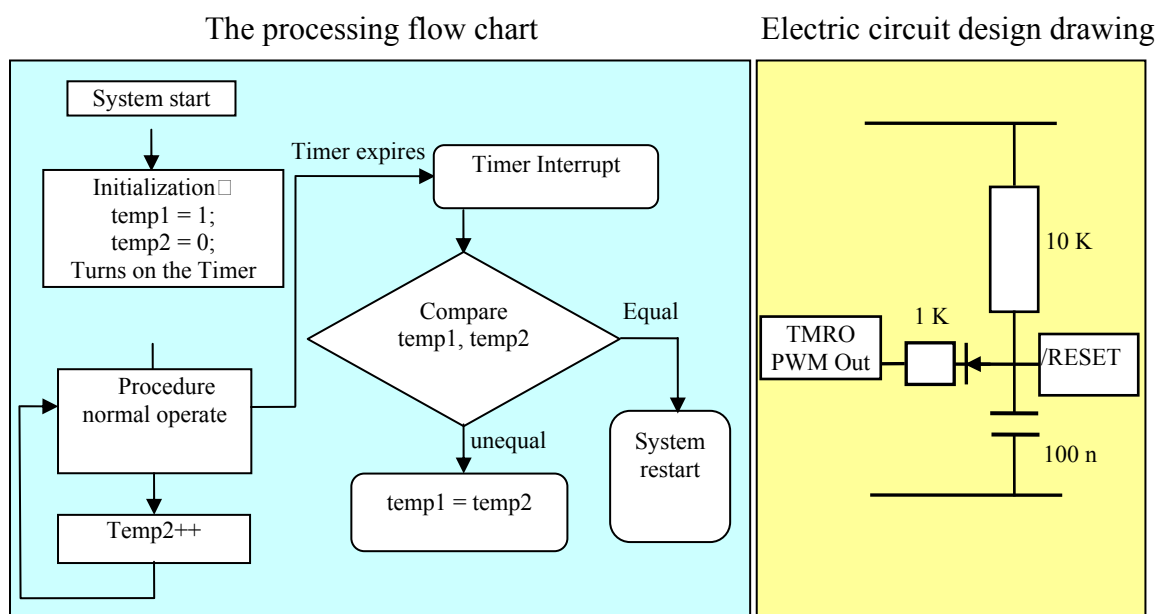 The processing flow chart
Electric circuit design drawing
System start
Initialization□
temp1 = 1;
temp2 = 0;
Turns on the Timer
Procedure
normal operate
Temp2++
Timer expires
Timer Interrupt
Compare
temp1, temp2
Equal
unequal
temp1 = temp2
System
restart
10 K
1 K
TMRO
PWM Out
/RESET
100 n